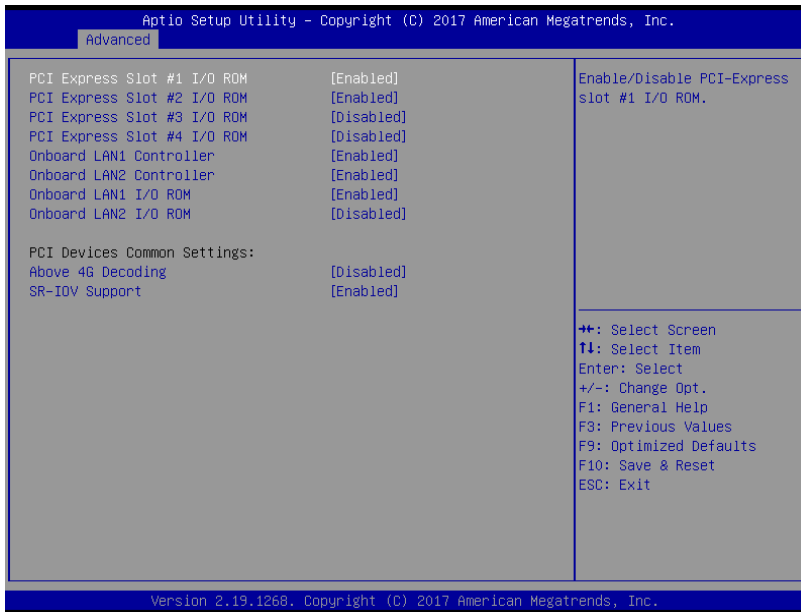 Aptio Setup Utility – Copyright (C) 2017 American Megatrends, Inc.
Advanced
PCI Express Slot #1 I/O ROM [Enabled]
PCI Express Slot #2 I/O ROM [Enabled]
PCI Express Slot #3 I/O ROM [Disabled]
PCI Express Slot #4 I/O ROM [Disabled]
Onboard LAN1 Controller [Enabled]
Onboard LAN2 Controller [Enabled]
Onboard LAN1 I/O ROM [Enabled]
Onboard LAN2 I/O ROM [Disabled]
PCI Devices Common Settings:
Above 4G Decoding [Disabled]
SR-IOV Support [Enabled]
Enable/Disable PCI-Express
slot #1 I/O ROM.
→←: Select Screen
↑↓: Select Item
Enter: Select
+/-: Change Opt.
F1: General Help
F3: Previous Values
F9: Optimized Defaults
F10: Save & Reset
ESC: Exit
Version 2.19.1268. Copyright (C) 2017 American Megatrends, Inc.